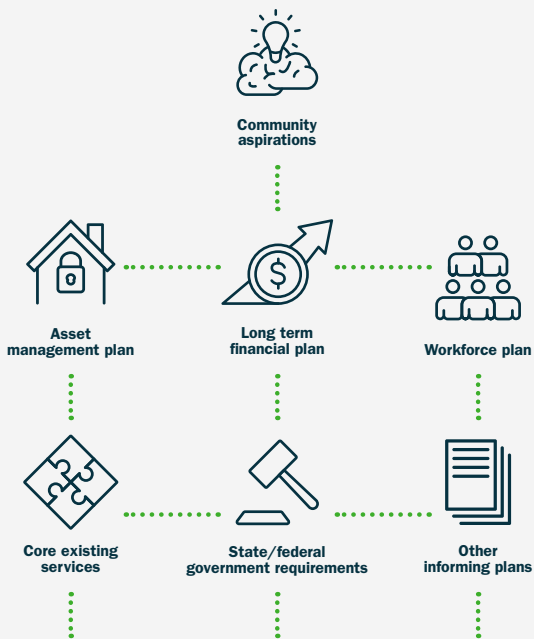 Community
aspirations
$
Asset
management plan
Long term
financial plan
Workforce plan
Core existing
services
State/federal
government requirements
Other
informing plans